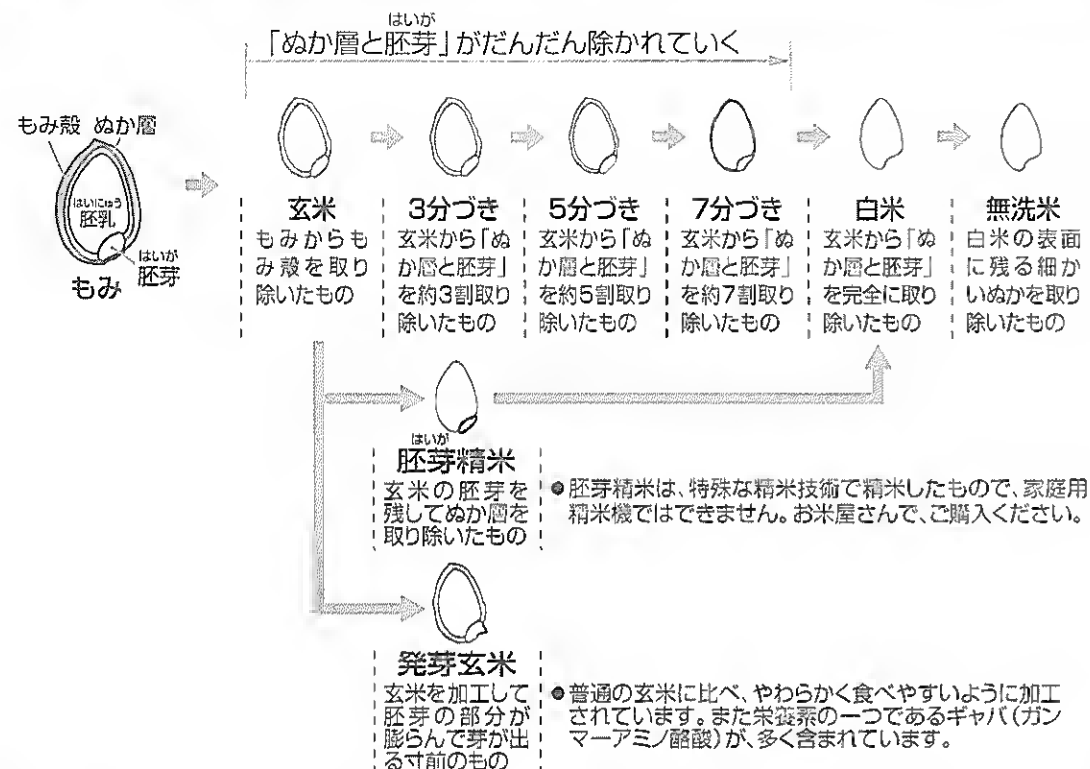 「ぬか層と胚芽」がだんだん除かれていく
はいが
もみ殻 ぬか層
はいにゅう
胚乳
はいが
胚芽
もみ
玄米
もみからも
み殻を取り
除いたもの
3分づき
玄米から「ぬ
か層と胚芽」
を約3割取り
除いたもの
5分づき
玄米から「ぬ
か層と胚芽」
を約5割取り
除いたもの
7分づき
玄米から「ぬ
か層と胚芽」
を約7割取り
除いたもの
白米
玄米から「ぬ
か層と胚芽」
を完全に取り
除いたもの
無洗米
白米の表面
に残る細か
いぬかを取り
除いたもの
はいが
胚芽精米
玄米の胚芽を
残してぬか層を
取り除いたもの
●胚芽精米は、特殊な精米技術で精米したもので、家庭用
精米機ではできません。お米屋さんで、ご購入ください。
発芽玄米
玄米を加工して
胚芽の部分が
膨らんで芽が出
る寸前のもの
●普通の玄米に比べ、やわらかく食べやすいように加工
されています。また栄養素の一つであるギャバ(ガン
マーアミノ酪酸)が、多く含まれています。